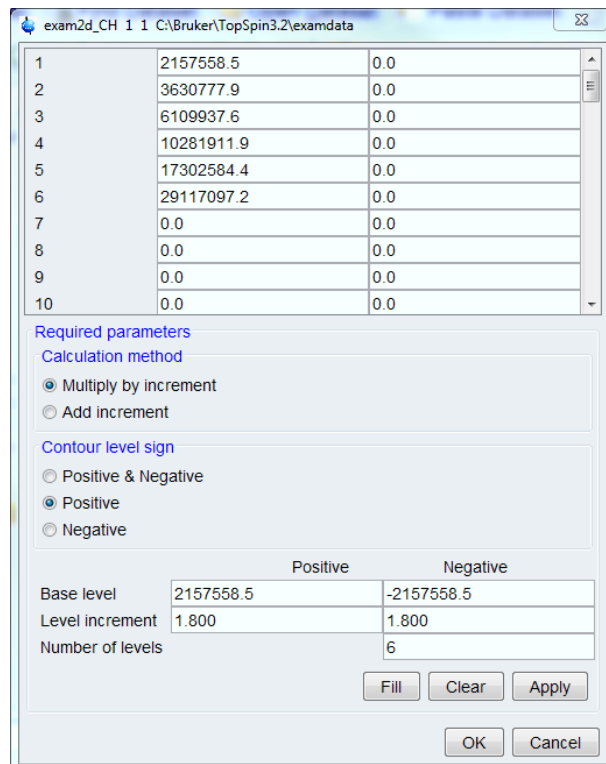 exam2d_CH 1 1 C:\Bruker\TopSpin3.2\examdata
1 2157558.5 0.0
2 3630777.9 0.0
3 6109937.6 0.0
4 10281911.9 0.0
5 17302584.4 0.0
6 29117097.2 0.0
7 0.0 0.0
8 0.0 0.0
9 0.0 0.0
10 0.0 0.0
Required parameters
Calculation method
Multiply by increment
Add increment
Contour level sign
Positive & Negative
Positive
Negative
Positive Negative
Base level 2157558.5 -2157558.5
Level increment 1.800 1.800
Number of levels 6
Fill Clear Apply
OK Cancel